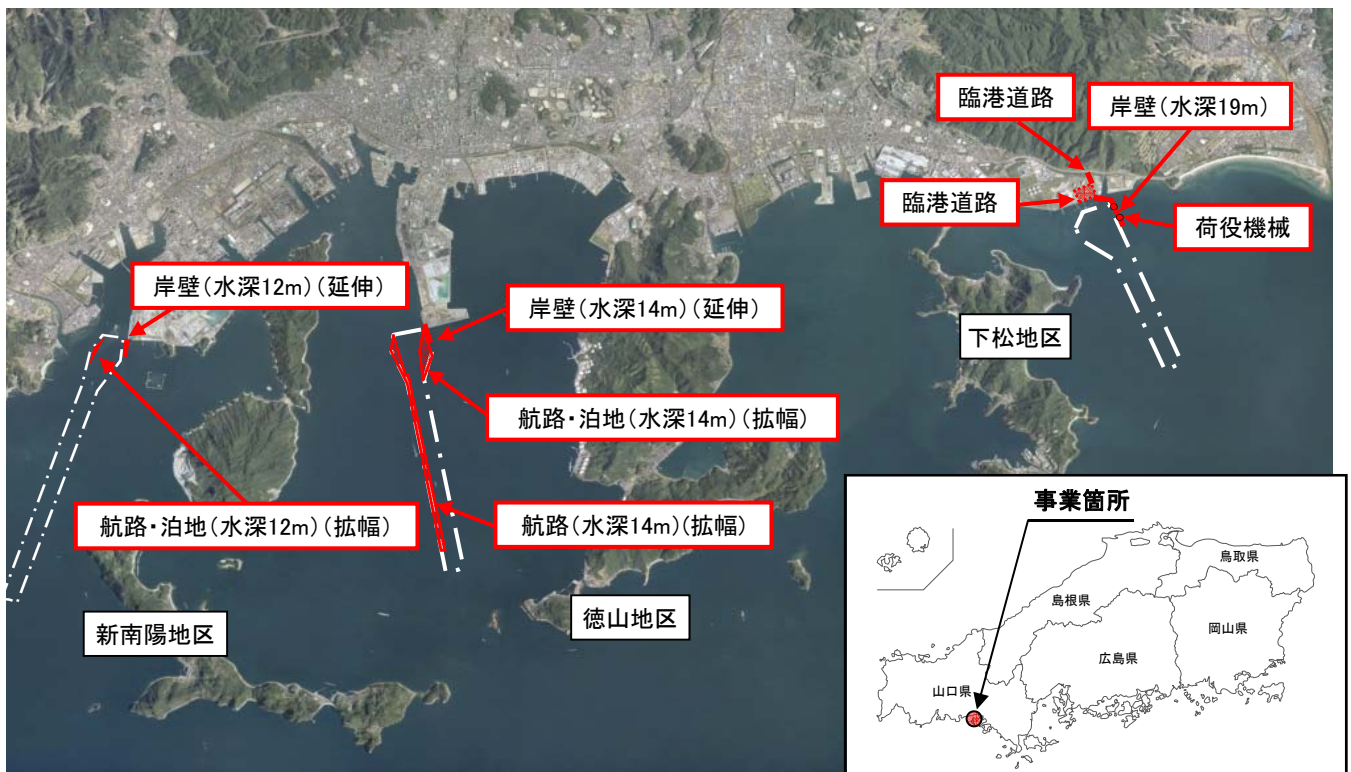 臨港道路
岸壁(水深19m)
臨港道路
荷役機械
岸壁(水深12m)(延伸)
岸壁(水深14m)(延伸)
下松地区
航路・泊地(水深14m)(拡幅)
航路・泊地(水深12m)(拡幅)
航路(水深14m)(拡幅)
新南陽地区
徳山地区
事業箇所
鳥取県
島根県
岡山県
広島県
山口県